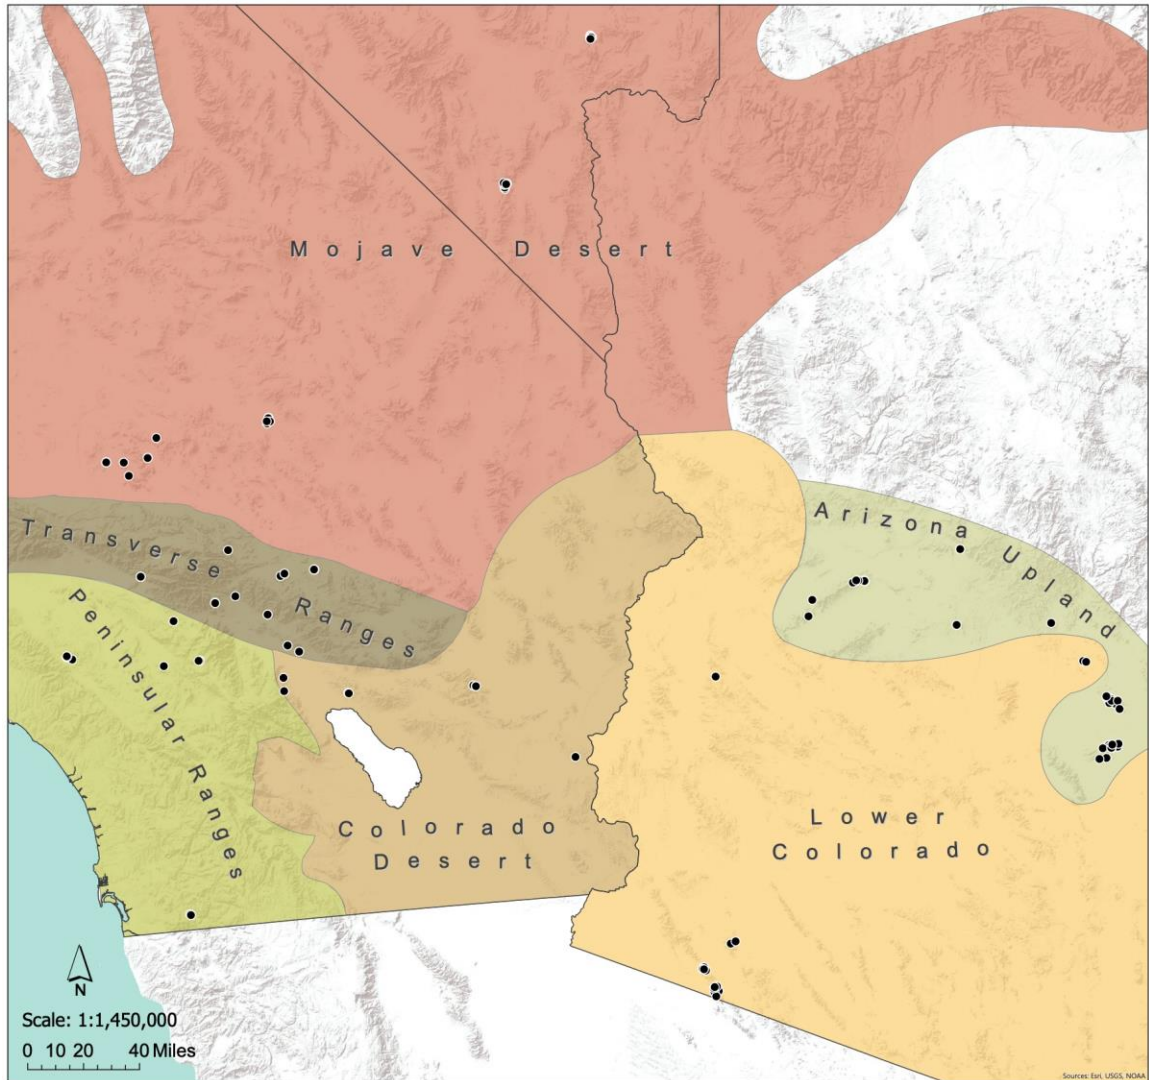 Mojave Desert
Transverse Ranges
Arizona Upland
Peninsular Ranges
Lower
Colorado
Colorado
Desert
N
Scale: 1:1,450,000
0 10 20 40 Miles
Sources: Esri, USGS, NOAA